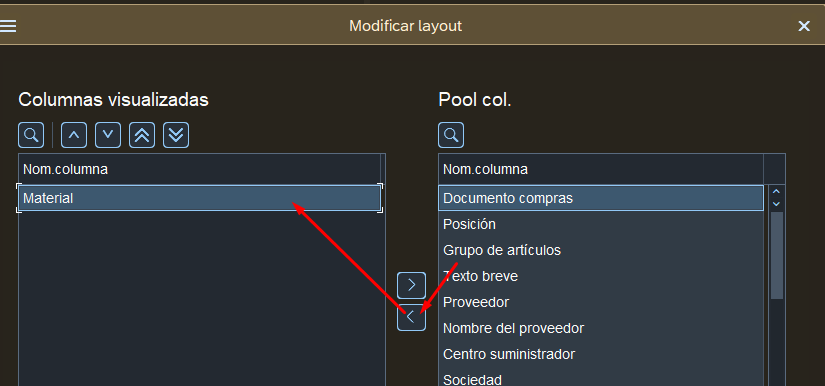 Modificar layout
Columnas visualizadas
Pool col.
Nom.columna
Material
Nom.columna
Documento compras
Posición
Grupo de artículos
Texto breve
Proveedor
Nombre del proveedor
Centro suministrador
Sociedad